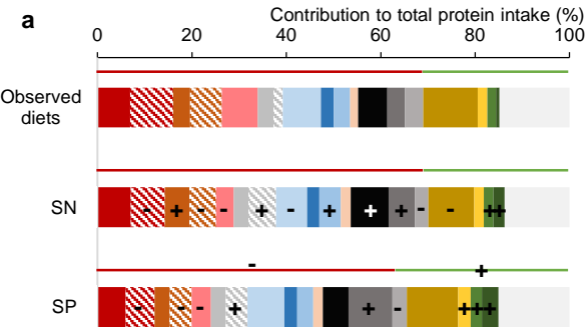 a
Contribution to total protein intake (%)
0 20 40 60 80 100
Observed
diets
SN
- + - - + - + + + - - + +
- +
SP
- - - + + - + + +